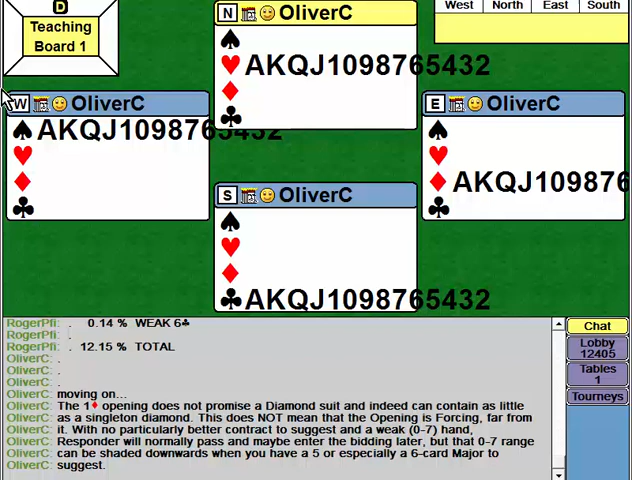 D
Teaching
Board 1
N OliverC
West North East South
♠
♥ AKQJ1098765432
♦
♣
W OliverC
♠ AKQJ1098765432
♥
♦
♣
E OliverC
♠
♥
♦ AKQJ109876
♣
S OliverC
♠
♥
♦
♣ AKQJ1098765432
RogerPfi: . 0.14 % WEAK 6♣
RogerPfi: .
RogerPfi: . 12.15 % TOTAL
OliverC: .
OliverC: .
OliverC: .
OliverC: moving on...
OliverC: The 1♦ opening does not promise a Diamond suit and indeed can contain as little
OliverC: as a singleton diamond. This does NOT mean that the Opening is Forcing, far from
OliverC: it. With no particularly better contract to suggest and a weak (0-7) hand,
OliverC: Responder will normally pass and maybe enter the bidding later, but that 0-7 range
OliverC: can be shaded downwards when you have a 5 or especially a 6-card Major to
OliverC: suggest.
Chat
Lobby
12405
Tables
1
Tourneys